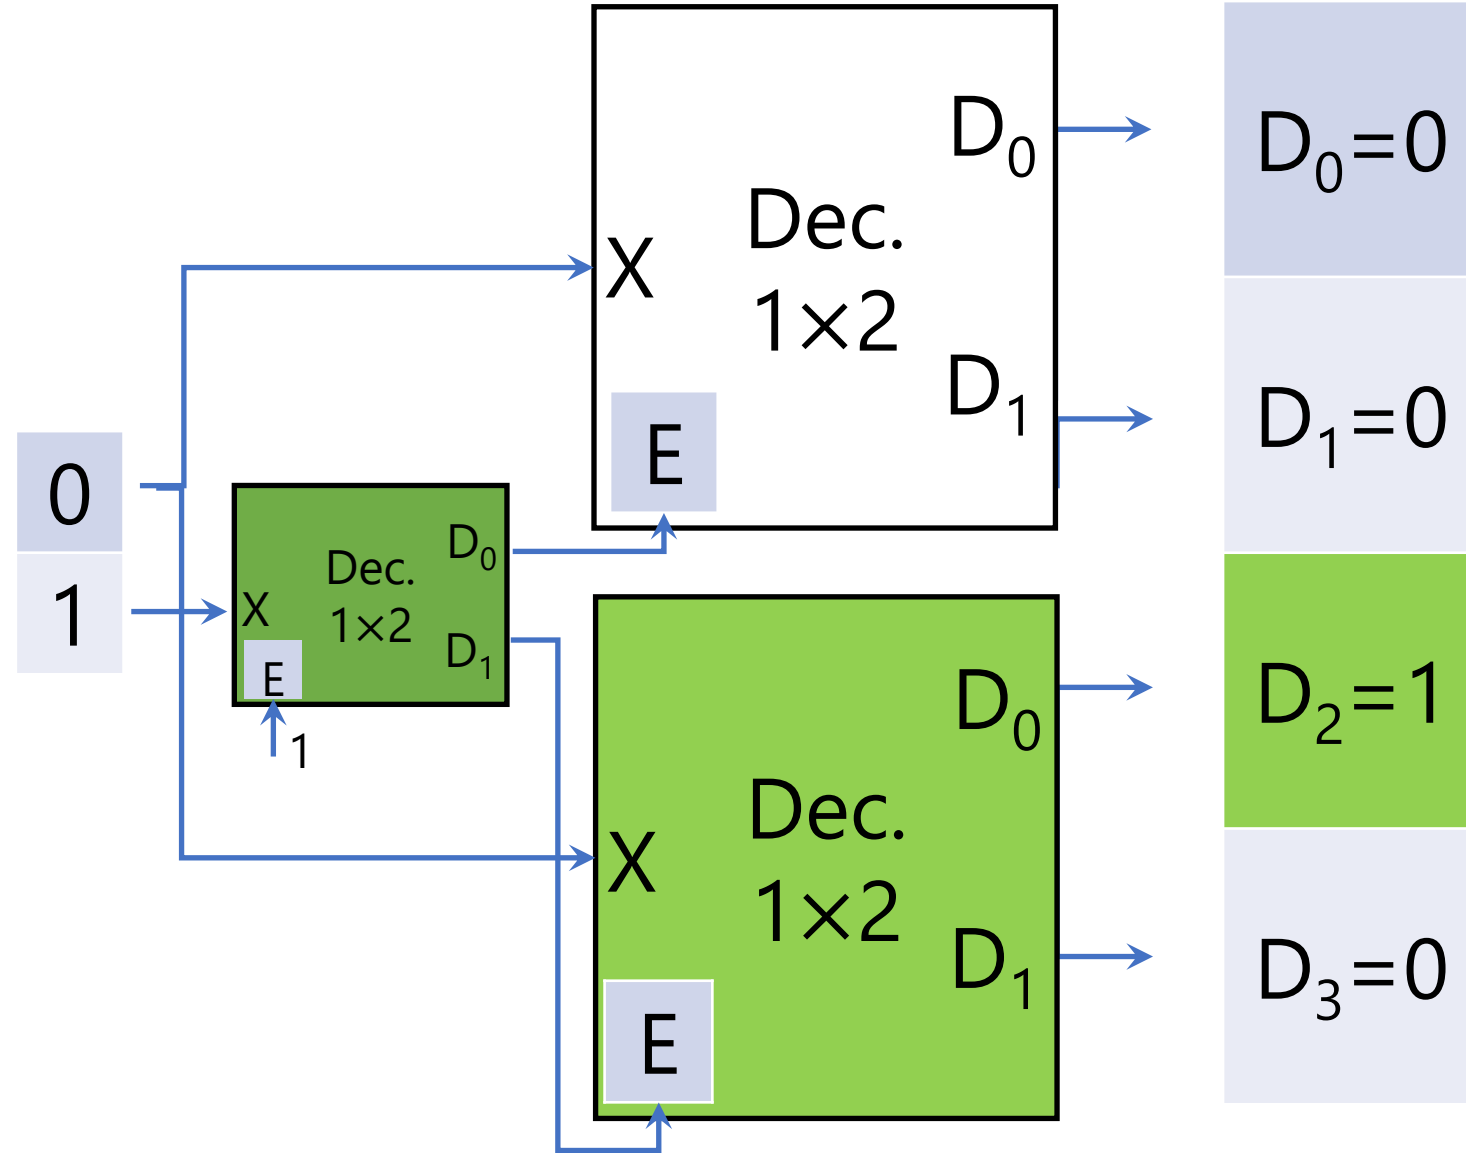 0
1
X
Dec.
1×2
D₀
D₁
E
1
X
Dec.
1×2
D₀
D₁
E
X
Dec.
1×2
D₀
D₁
E
D₀=0
D₁=0
D₂=1
D₃=0